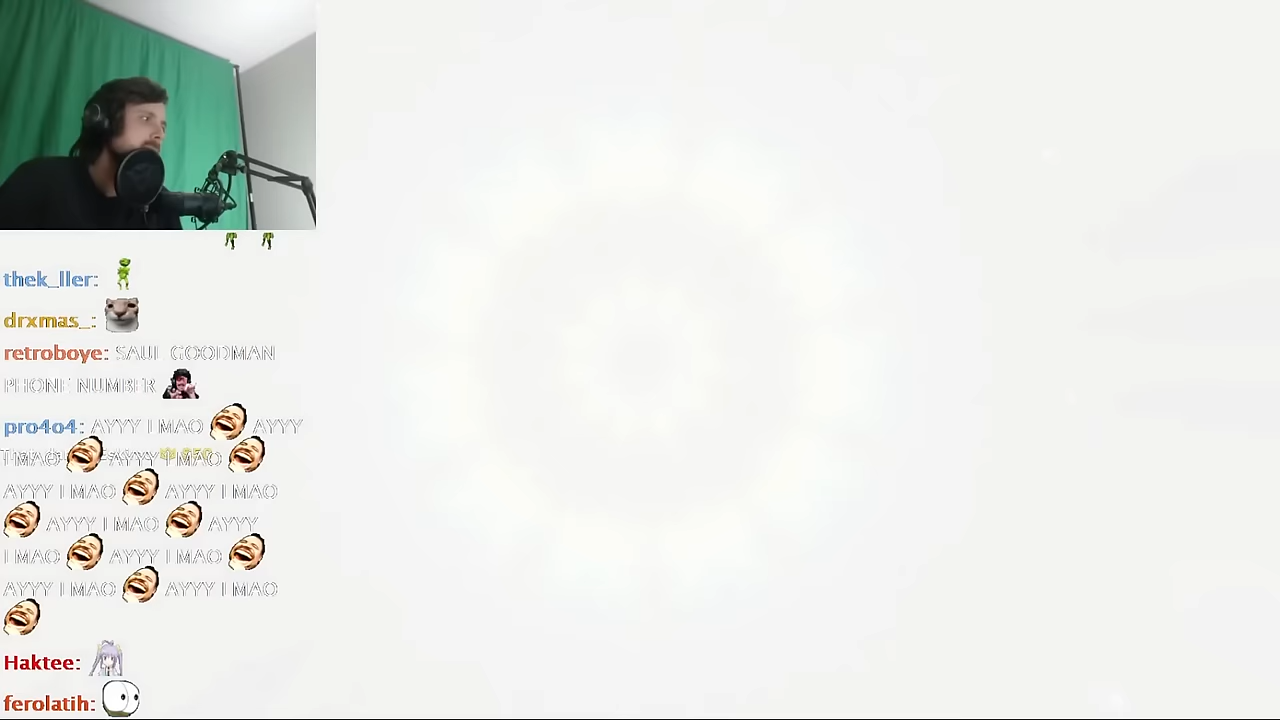 thek_ller:
drxmas_:
retroboye: SAUL GOODMAN
PHONE NUMBER
pro4o4: AYYY LMAO AYYY
LMAO AYYY LMAO
AYYY LMAO AYYY LMAO
AYYY LMAO AYYY
LMAO AYYY LMAO
AYYY LMAO AYYY LMAO
Haktee:
ferolatih: